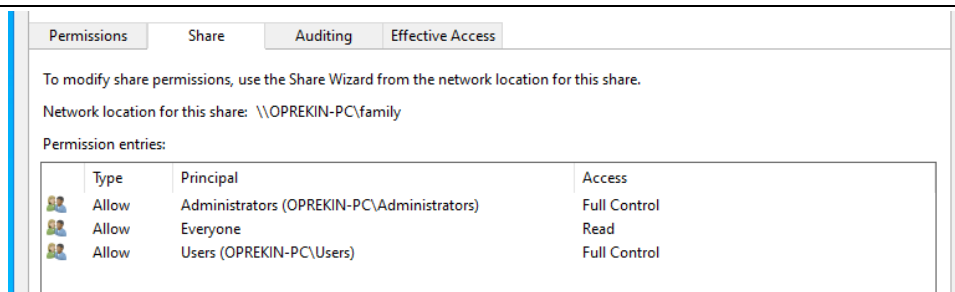 Permissions Share Auditing Effective Access
To modify share permissions, use the Share Wizard from the network location for this share.
Network location for this share: \\OPREKIN-PC\family
Permission entries:
Type Principal Access
Allow Administrators (OPREKIN-PC\Administrators) Full Control
Allow Everyone Read
Allow Users (OPREKIN-PC\Users) Full Control